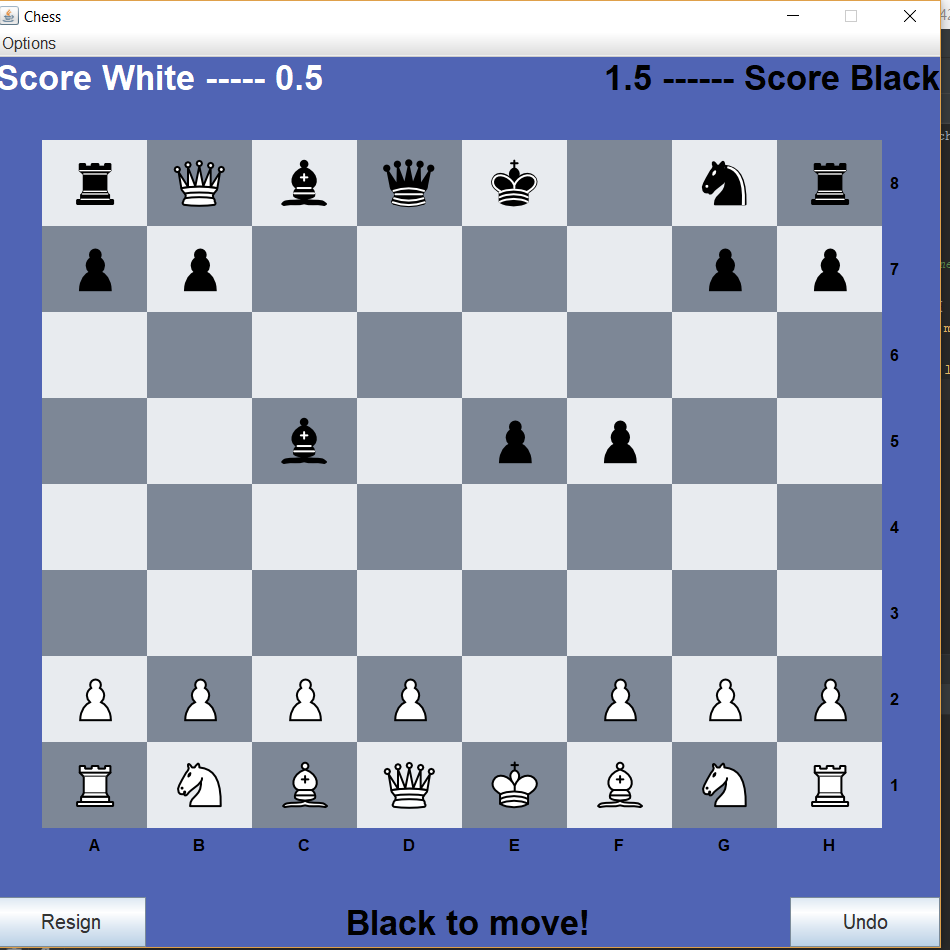 Chess
Options
Score White ----- 0.5
1.5 ------ Score Black
8
7
6
5
4
3
2
1
A B C D E F G H
Resign
Black to move!
Undo